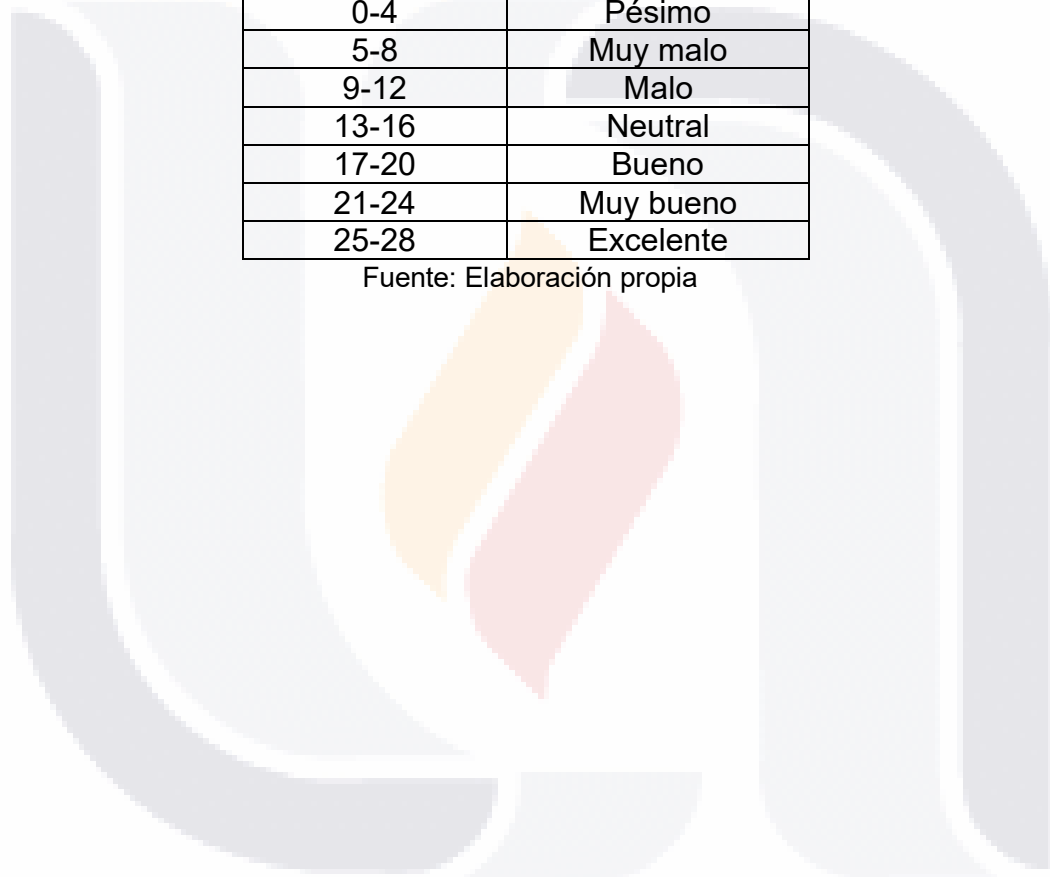 0-4 Pésimo
5-8 Muy malo
9-12 Malo
13-16 Neutral
17-20 Bueno
21-24 Muy bueno
25-28 Excelente
Fuente: Elaboración propia